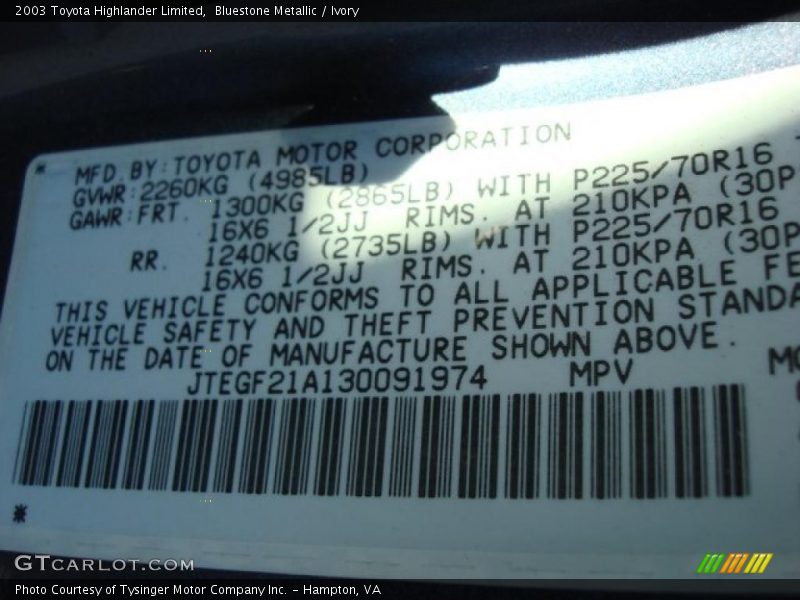 2003 Toyota Highlander Limited,  Bluestone Metallic / Ivory
MFD.BY:TOYOTA MOTOR CORPORATION
GVWR:2260KG (4985LB)
GAWR:FRT. 1300KG (2865LB) WITH P225/70R16
16X6 1/2JJ RIMS. AT 210KPA (30P
RR. 1240KG (2735LB) WITH P225/70R16
16X6 1/2JJ RIMS. AT 210KPA (30P
THIS VEHICLE CONFORMS TO ALL APPLICABLE FE
VEHICLE SAFETY AND THEFT PREVENTION STANDA
ON THE DATE OF MANUFACTURE SHOWN ABOVE.
JTEGF21A130091974 MPV
GTCARLOT.COM
Photo Courtesy of Tysinger Motor Company Inc. – Hampton, VA